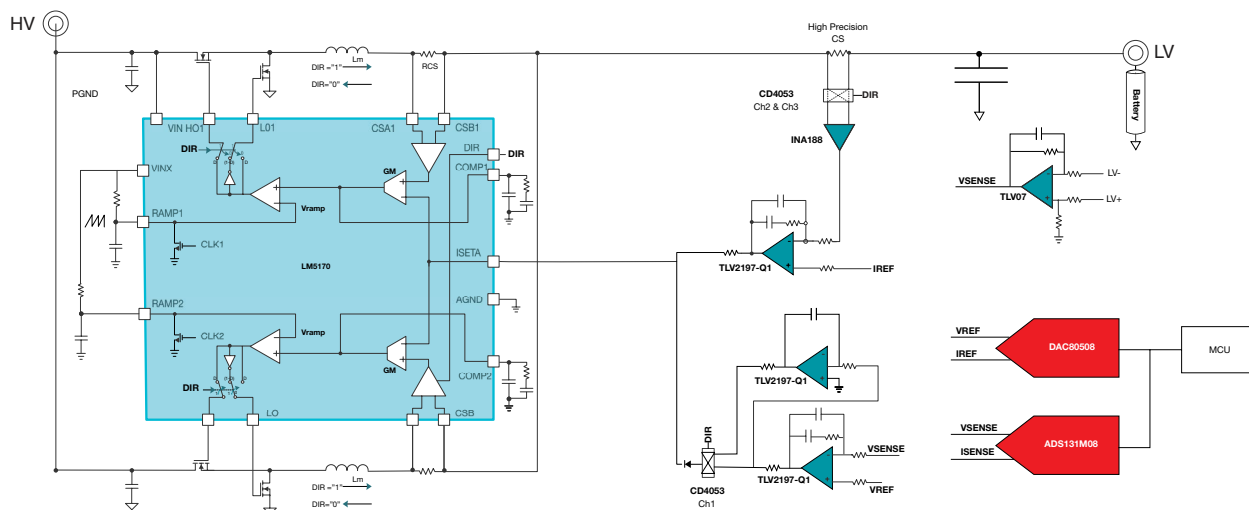 HV
High Precision
CS
LV
Lm
DIR ="1"
DIR="0"
RCS
PGND
CD4053
Ch2 & Ch3
DIR
Battery
VIN HO1
L01
CSA1
CSB1
INA188
DIR
DIR
DIR
VINX
GM
COMP1
VSENSE
LV-
LV+
TLV07
RAMP1
Vramp
CLK1
LM5170
ISETA
TLV2197-Q1
IREF
AGND
RAMP2
CLK2
Vramp
GM
COMP2
DIR
LO
CSB
TLV2197-Q1
VREF
IREF
DAC80508
MCU
DIR
VSENSE
VREF
TLV2197-Q1
CD4053
Ch1
VSENSE
ISENSE
ADS131M08
Lm
DIR ="1"
DIR="0"